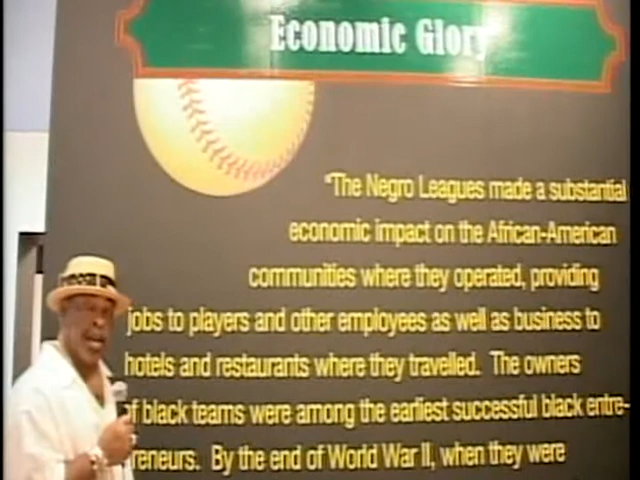 Economic Glory
"The Negro Leagues made a substantial
economic impact on the African-American
communities where they operated, providing
jobs to players and other employees as well as business to
hotels and restaurants where they travelled. The owners
of black teams were among the earliest successful black entre-
reneurs. By the end of World War II, when they were